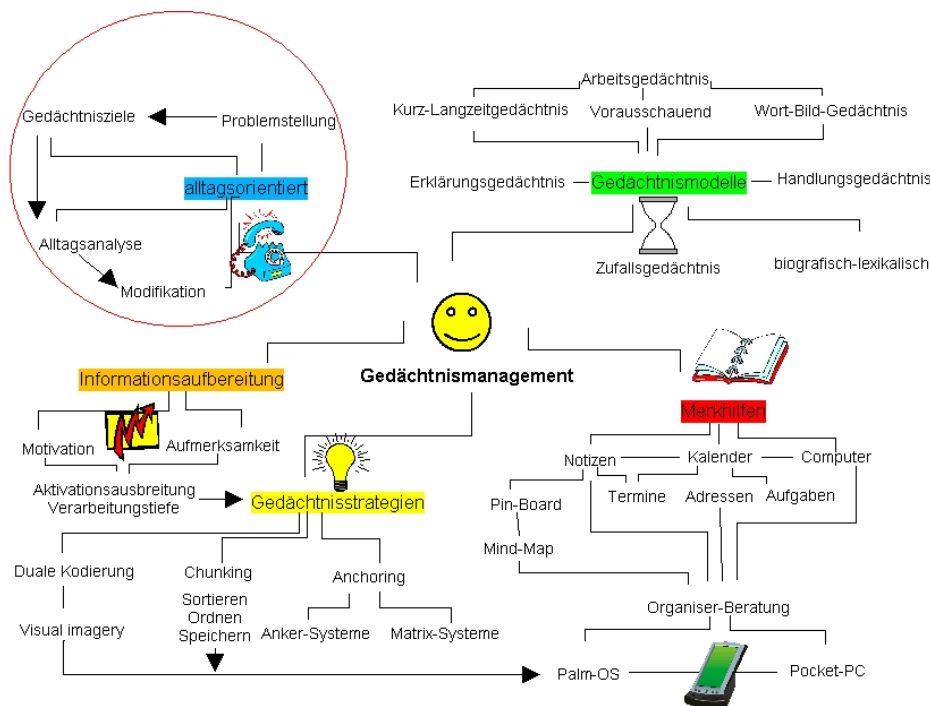 Arbeitsgedächtnis
Kurz-Langzeitgedächtnis
Vorausschauend
Wort-Bild-Gedächtnis
Gedächtnisziele
Problemstellung
alltagsorientiert
Erklärungsgedächtnis
Gedächtnismodelle
Handlungsgedächtnis
Alltagsanalyse
Modifikation
Zufallsgedächtnis
biografisch-lexikalisch
Gedächtnismanagement
Informationsaufbereitung
Motivation
Aufmerksamkeit
Aktivationsausbreitung
Verarbeitungstiefe
Gedächtnisstrategien
Merkhilfen
Notizen
Kalender
Computer
Pin-Board
Termine
Adressen
Aufgaben
Mind-Map
Duale Kodierung
Chunking
Anchoring
Sortieren
Ordnen
Speichern
Visual imagery
Anker-Systeme
Matrix-Systeme
Organiser-Beratung
Palm-OS
Pocket-PC